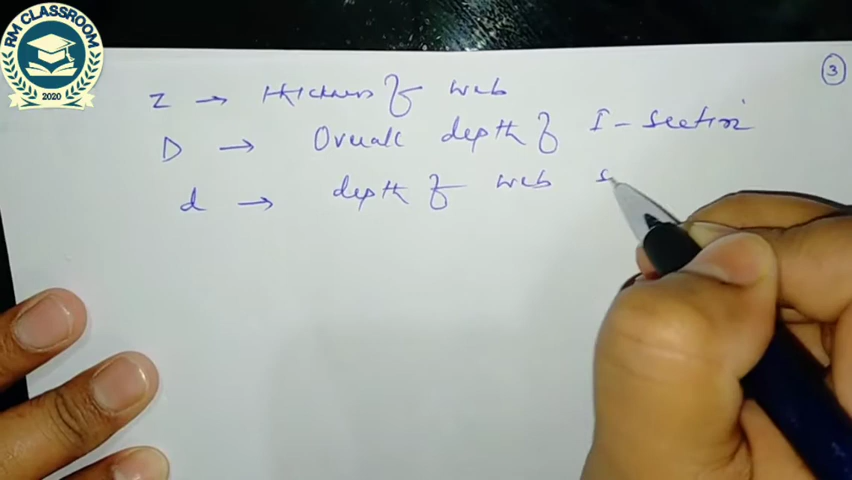 RM CLASSROOM
2020
3
z → thickness of web
D → Overall depth of I - section
d → depth of web s